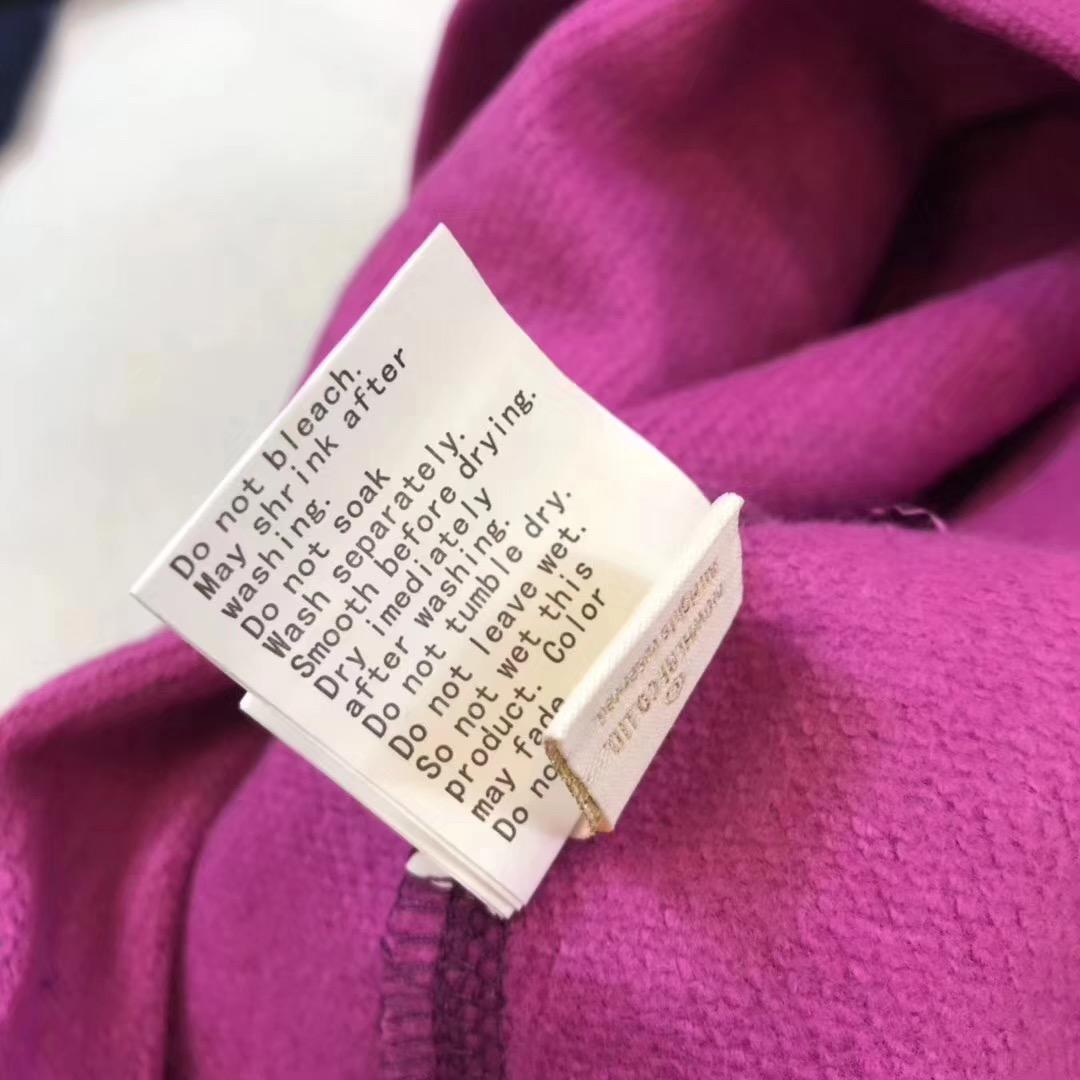 Do not bleach.
May shrink after
washing.
Do not soak
Wash separately.
Smooth before drying.
Dry imediately
after washing.
Do not tumble dry.
Do not leave wet.
So not wet this
product. Color
may fade
Do no